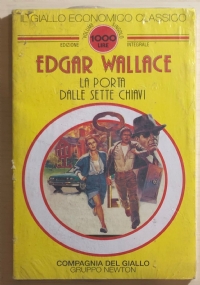 IL GIALLO ECONOMICO CLASSICO
EDIZIONE
1000
LIRE
INTEGRALE
EDGAR WALLACE
LA PORTA
DALLE SETTE CHIAVI
COMPAGNIA DEL GIALLO
GRUPPO NEWTON